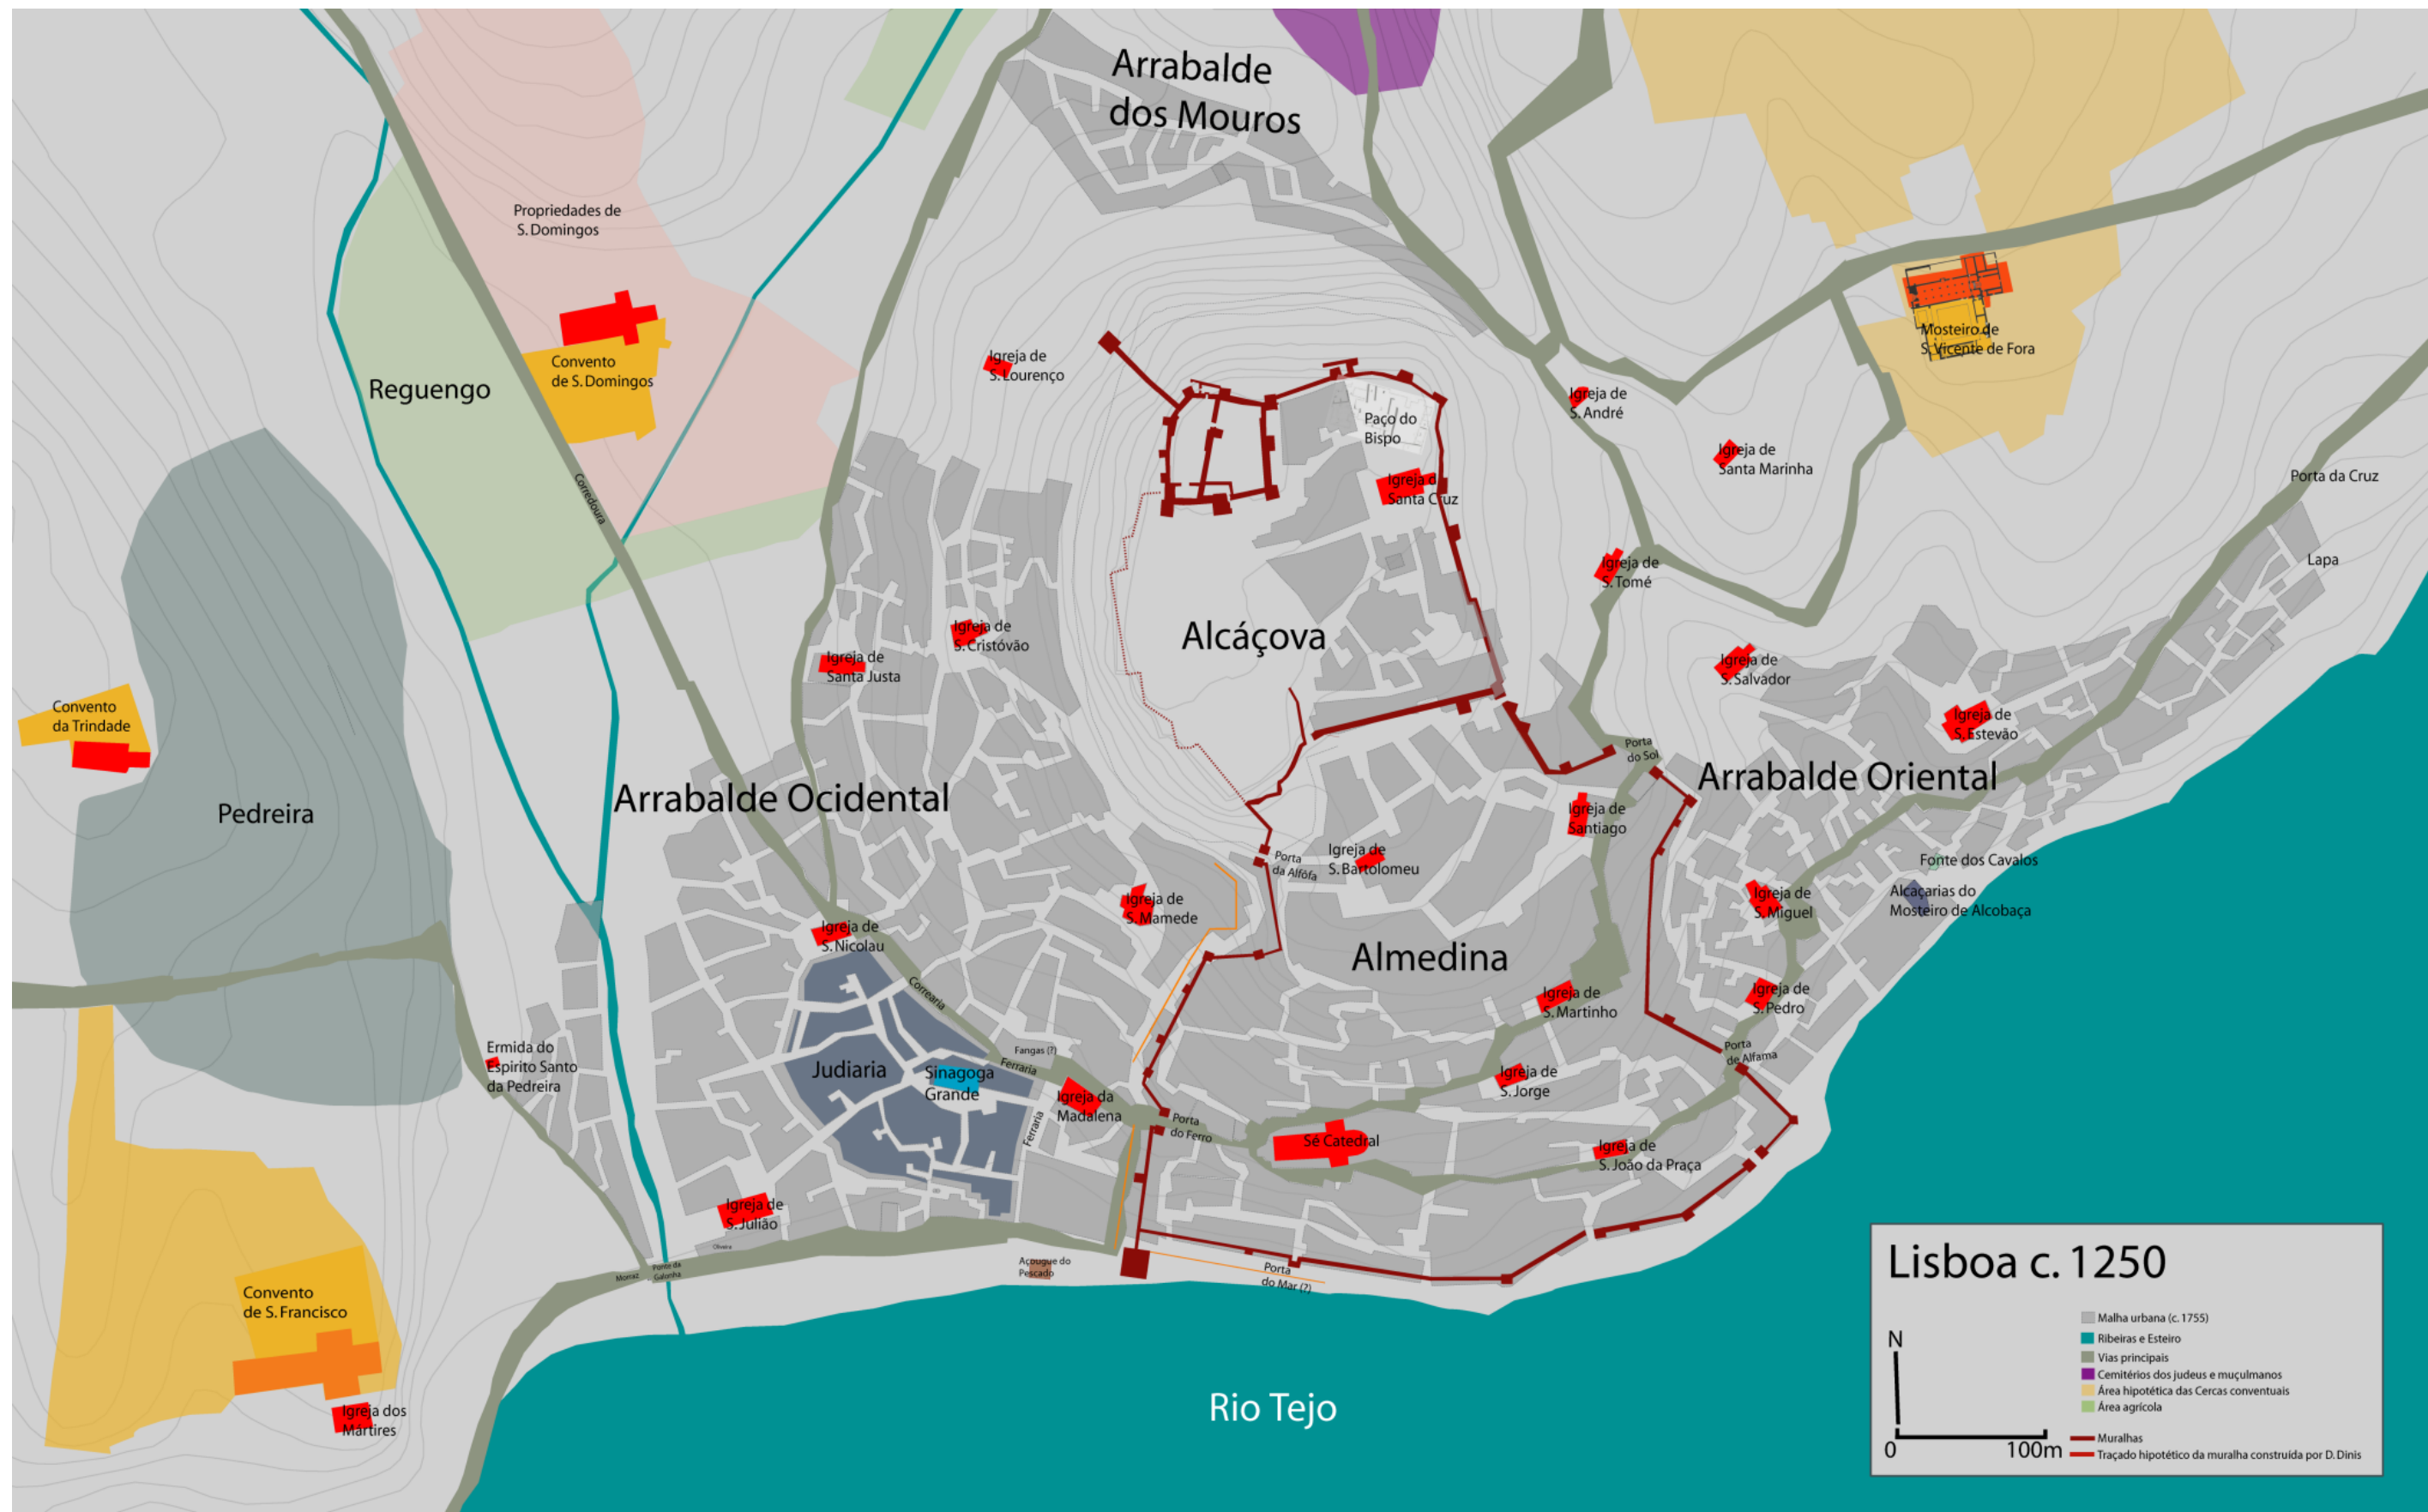 Arrabalde
dos Mouros
Propriedades de
S. Domingos
Convento
de S. Domingos
Reguengo
Corredoura
Igreja de
S. Lourenço
Paço do
Bispo
Igreja d
Santa Cruz
Igreja de
S. André
Igreja de
Santa Marinha
Mosteiro de
S. Vicente de Fora
Porta da Cruz
Lapa
Igreja de
S. Tomé
Igreja de
S. Cristóvão
Igreja de
Santa Justa
Alcáçova
Igreja de
S. Salvador
Igreja de
S. Estevão
Convento
da Trindade
Pedreira
Arrabalde Ocidental
Porta
do Sol
Arrabalde Oriental
Igreja de
Santiago
Porta
da Alfôfa
Igreja de
S. Bartolomeu
Fonte dos Cavalos
Alcaçarias do
Mosteiro de Alcobaça
Igreja de
S. Miguel
Igreja de
S. Mamede
Igreja de
S. Nicolau
Almedina
Correaria
Igreja de
S. Martinho
Igreja de
S. Pedro
Ermida do
Espirito Santo
da Pedreira
Judiaria
Sinagoga
Grande
Fangas (?)
Ferraria
Ferraria
Igreja da
Madalena
Porta
do Ferro
Igreja de
S. Jorge
Porta
de Alfama
Sé Catedral
Igreja de
S. João da Praça
Igreja de
S. Julião
Oliveira
Morraz
Ponte da
Galonha
Açougue do
Pescado
Porta
do Mar (?)
Convento
de S. Francisco
Igreja dos
Mártires
Rio Tejo
Lisboa c. 1250
N
0 100m
Malha urbana (c. 1755)
Ribeiras e Esteiro
Vias principais
Cemitérios dos judeus e muçulmanos
Área hipotética das Cercas conventuais
Área agrícola
Muralhas
Traçado hipotético da muralha construída por D. Dinis